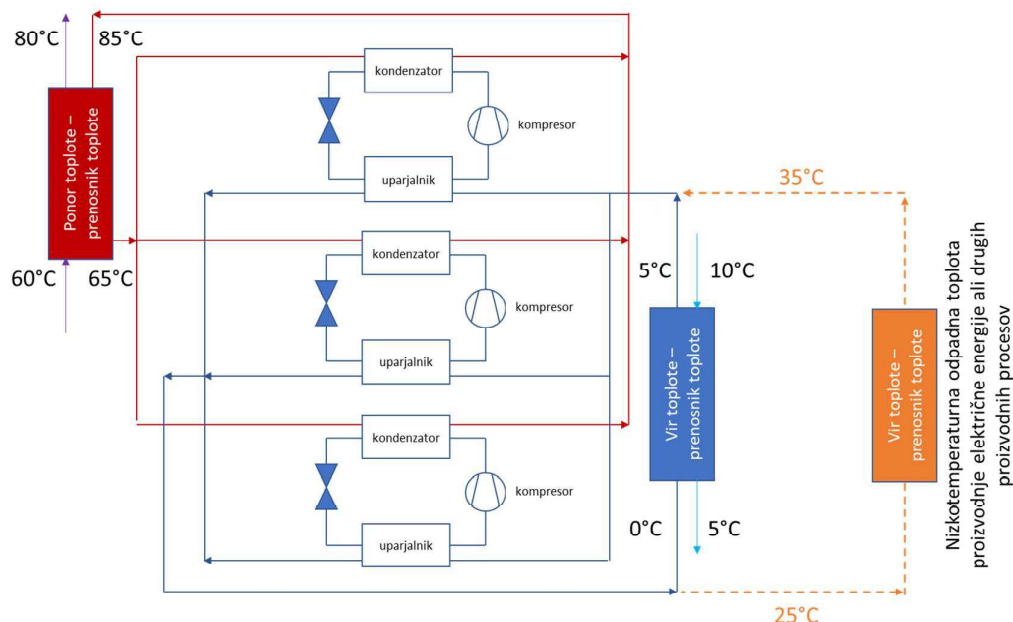 80°C
85°C
kondenzator
kompresor
uparjalnik
Ponor toplote –
prenosnik toplote
60°C
65°C
kondenzator
kompresor
uparjalnik
kondenzator
kompresor
uparjalnik
35°C
5°C
10°C
Vir toplote –
prenosnik toplote
0°C
5°C
Vir toplote –
prenosnik toplote
25°C
Nizkotemperaturna odpadna toplota
proizvodnje električne energije ali drugih
proizvodnih procesov